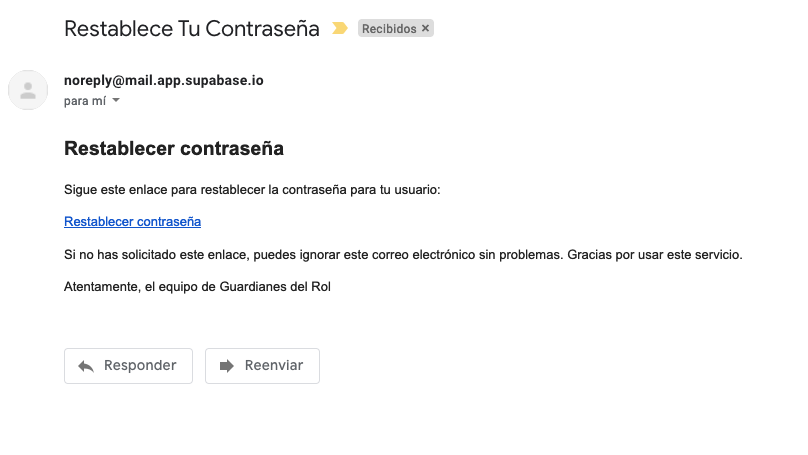 Restablece Tu Contraseña
Recibidos ×
noreply@mail.app.supabase.io
para mí
Restablecer contraseña
Sigue este enlace para restablecer la contraseña para tu usuario:
Restablecer contraseña
Si no has solicitado este enlace, puedes ignorar este correo electrónico sin problemas. Gracias por usar este servicio.
Atentamente, el equipo de Guardianes del Rol
Responder
Reenviar